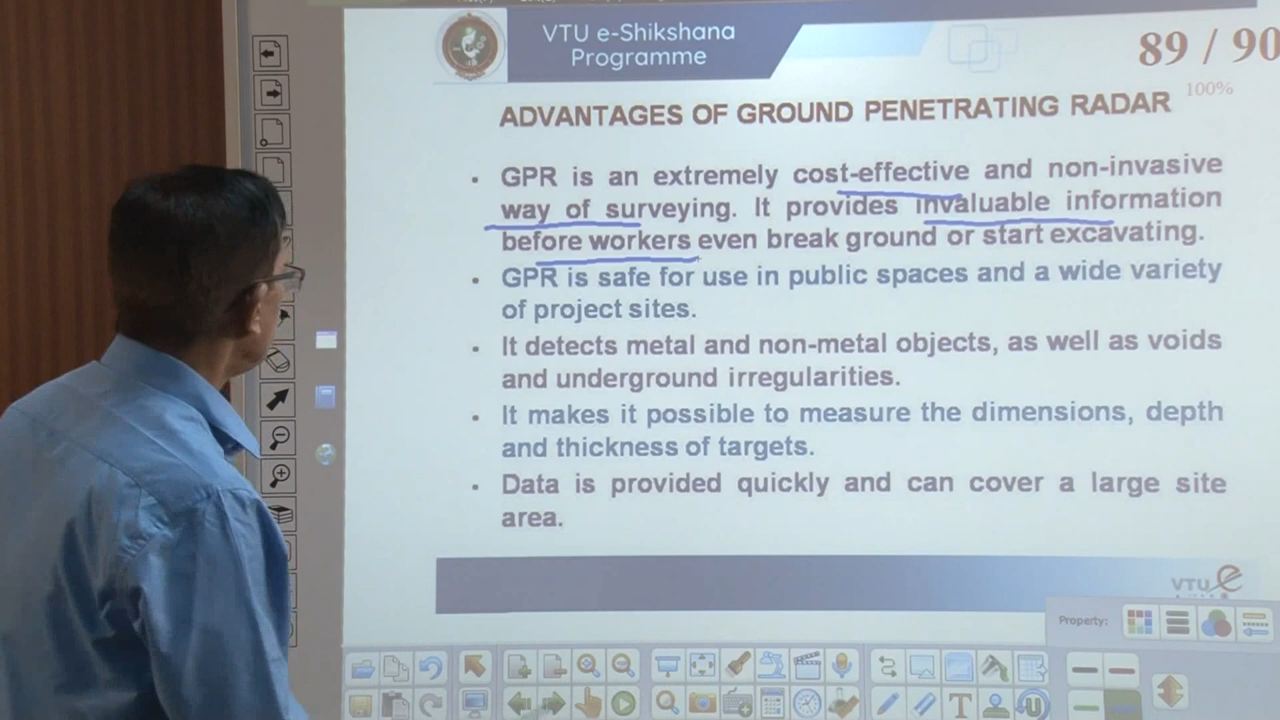 VTU e-Shikshana
Programme
89 / 90
100%
ADVANTAGES OF GROUND PENETRATING RADAR
• GPR is an extremely cost-effective and non-invasive
way of surveying. It provides invaluable information
before workers even break ground or start excavating.
• GPR is safe for use in public spaces and a wide variety
of project sites.
• It detects metal and non-metal objects, as well as voids
and underground irregularities.
• It makes it possible to measure the dimensions, depth
and thickness of targets.
• Data is provided quickly and can cover a large site
area.
VTU e
Property: